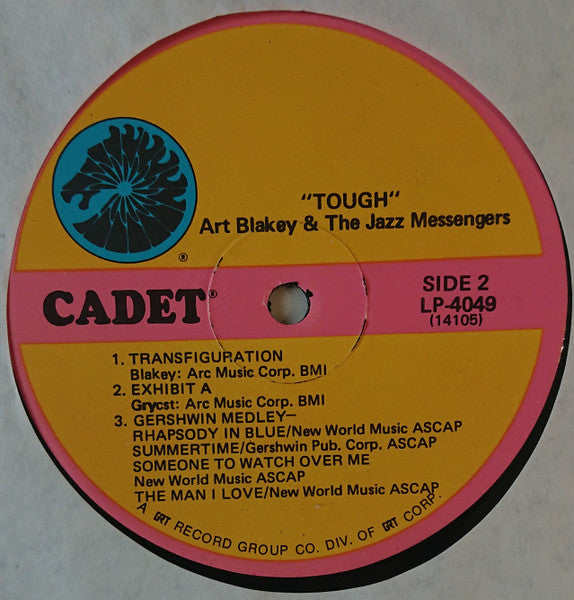 "TOUGH"
Art Blakey & The Jazz Messengers
®
CADET®
SIDE 2
LP-4049
(14105)
1. TRANSFIGURATION
Blakey: Arc Music Corp. BMI
2. EXHIBIT A
Grycst: Arc Music Corp. BMI
3. GERSHWIN MEDLEY—
RHAPSODY IN BLUE/New World Music ASCAP
SUMMERTIME/Gershwin Pub. Corp. ASCAP
SOMEONE TO WATCH OVER ME
New World Music ASCAP
THE MAN I LOVE/New World Music ASCAP
A GRT RECORD GROUP CO. DIV. OF GRT CORP.